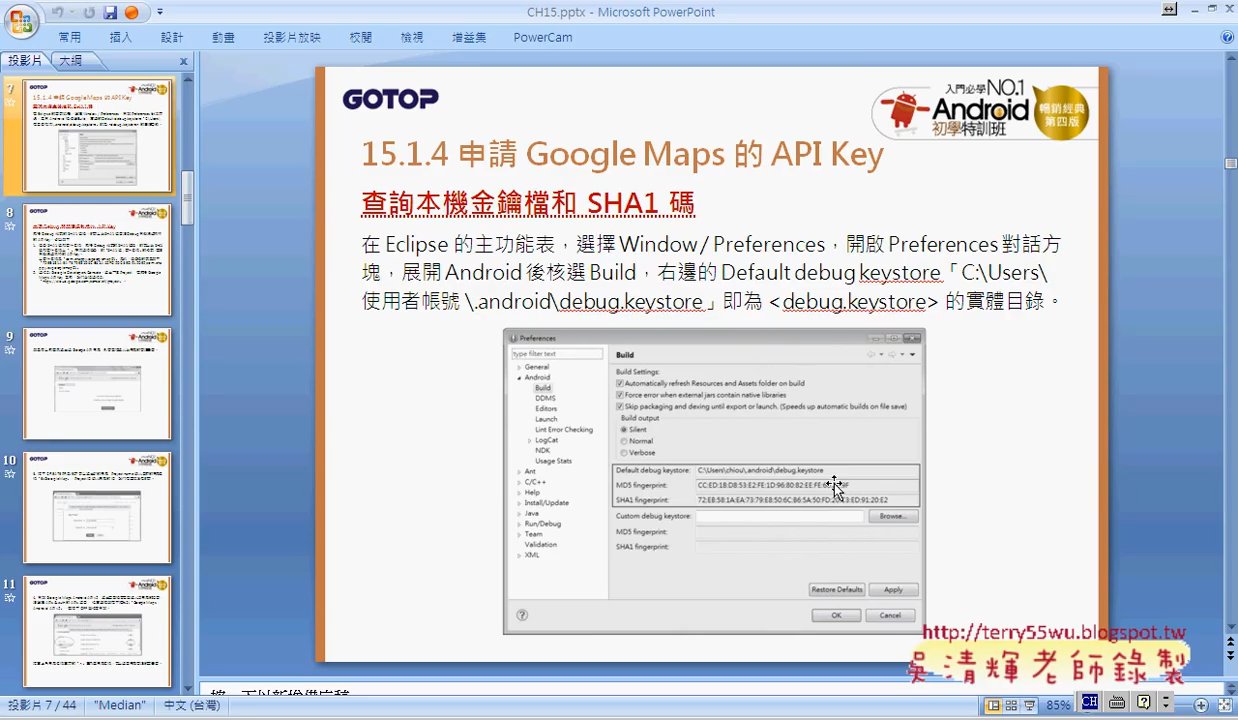 CH15.pptx - Microsoft PowerPoint
常用 插入 設計 動畫 投影片放映 校閱 檢視 增益集 PowerCam
投影片 大綱
7
8
9
10
11
GOTOP
入門必學NO.1
Android
初學特訓班
暢銷經典
第四版
15.1.4 申請 Google Maps 的 API Key
查詢本機金鑰檔和 SHA1 碼
在 Eclipse 的主功能表，選擇 Window / Preferences，開啟 Preferences 對話方
塊，展開 Android 後核選 Build，右邊的 Default debug keystore「C:\Users\
使用者帳號 \.android\debug.keystore」即為 <debug.keystore> 的實體目錄。
Preferences
type filter text
General
Android
Build
DDMS
Editors
Launch
Lint Error Checking
LogCat
NDK
Usage Stats
Ant
C/C++
Help
Install/Update
Java
Run/Debug
Team
Validation
XML
Build
Build Settings:
Automatically refresh Resources and Assets folder on build
Force error when external jars contain native libraries
Skip packaging and dexing until export or launch. (Speeds up automatic builds on file save)
Build output
Silent
Normal
Verbose
Default debug keystore: C:\Users\chiou\.android\debug.keystore
MD5 fingerprint:
SHA1 fingerprint:
Custom debug keystore: Browse...
MD5 fingerprint:
SHA1 fingerprint:
Restore Defaults Apply
OK Cancel
http://terry55wu.blogspot.tw
吳清輝老師錄製
投影片 7 / 44 "Median" 中文 (台灣) CH 85%